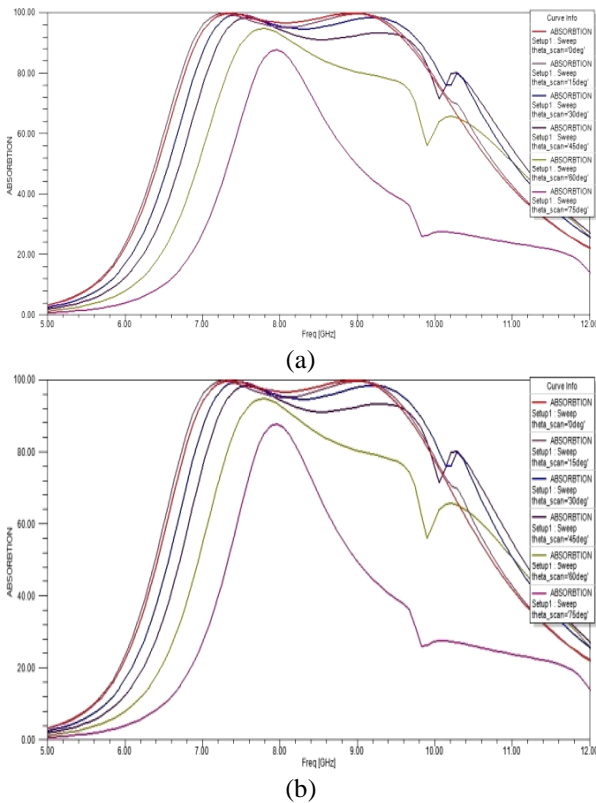 100.00
80.00
60.00
40.00
20.00
0.00
ABSORBTION
5.00 6.00 7.00 8.00 9.00 10.00 11.00 12.00
Freq [GHz]
Curve Info
ABSORBTION
Setup1 : Sweep
theta_scan='0deg'
ABSORBTION
Setup1 : Sweep
theta_scan='15deg'
ABSORBTION
Setup1 : Sweep
theta_scan='30deg'
ABSORBTION
Setup1 : Sweep
theta_scan='45deg'
ABSORBTION
Setup1 : Sweep
theta_scan='60deg'
ABSORBTION
Setup1 : Sweep
theta_scan='75deg'
(a)
100.00
80.00
60.00
40.00
20.00
0.00
ABSORBTION
5.00 6.00 7.00 8.00 9.00 10.00 11.00 12.00
Freq [GHz]
Curve Info
ABSORBTION
Setup1 : Sweep
theta_scan='0deg'
ABSORBTION
Setup1 : Sweep
theta_scan='15deg'
ABSORBTION
Setup1 : Sweep
theta_scan='30deg'
ABSORBTION
Setup1 : Sweep
theta_scan='45deg'
ABSORBTION
Setup1 : Sweep
theta_scan='60deg'
ABSORBTION
Setup1 : Sweep
theta_scan='75deg'
(b)